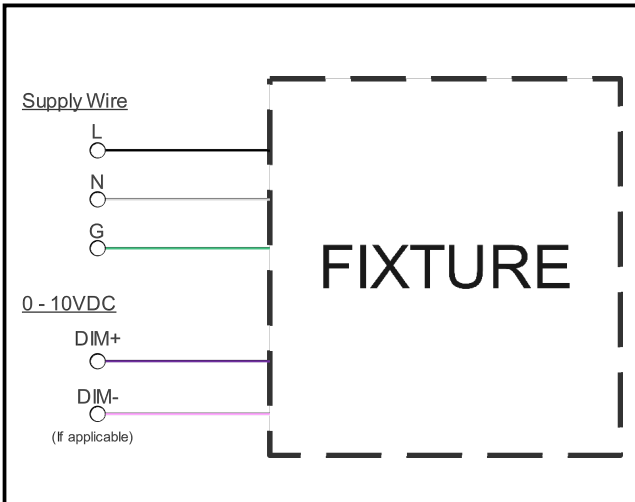 Supply Wire
L
N
G
FIXTURE
0 - 10VDC
DIM+
DIM-
(If applicable)